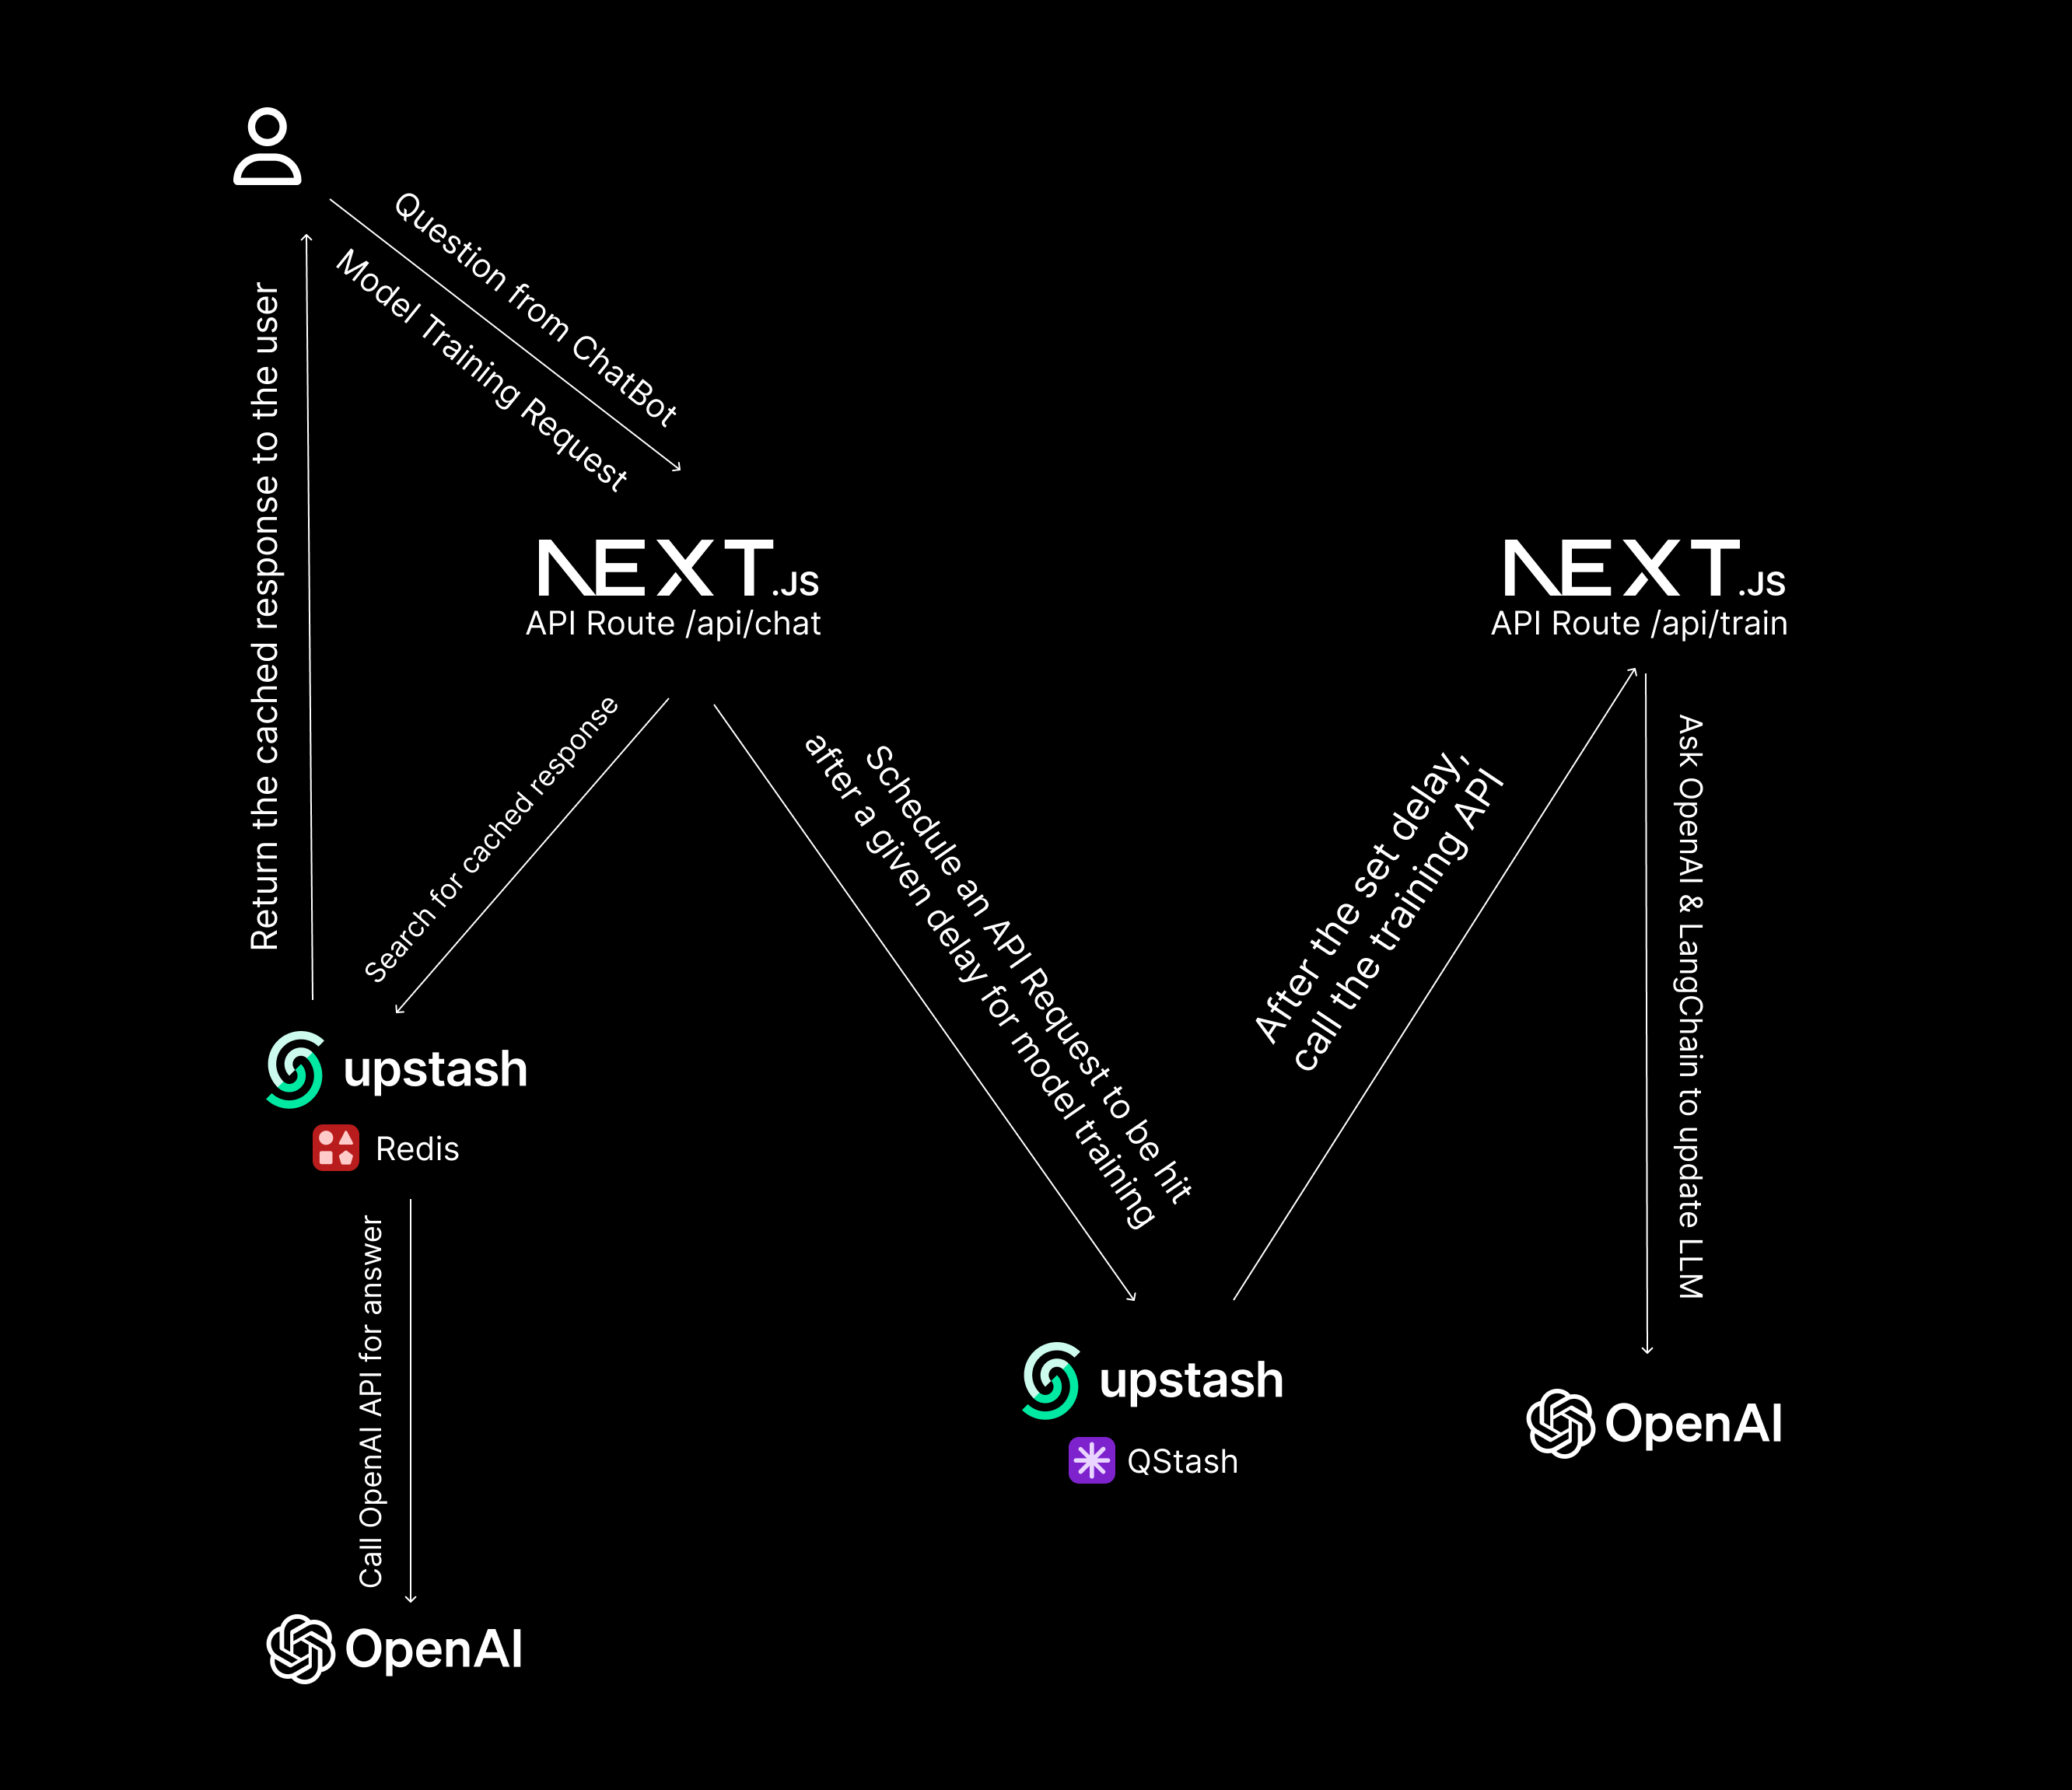 Question from ChatBot
Model Training Request
Return the cached response to the user
NEXT.JS
API Route /api/chat
NEXT.JS
API Route /api/train
Search for cached response
Schedule an API Request to be hit
after a given delay for model training
After the set delay,
call the training API
Ask OpenAI & LangChain to update LLM
upstash
Redis
Call OpenAI API for answer
upstash
QStash
OpenAI
OpenAI